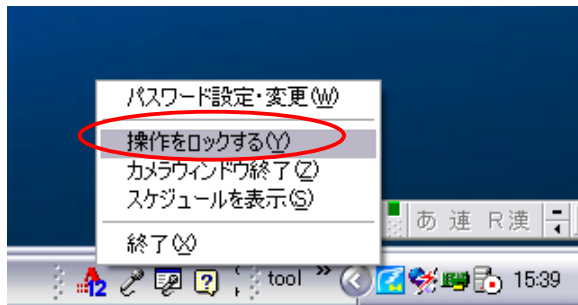 パスワード設定・変更(W)
操作をロックする(Y)
カメラウィンドウ終了(Z)
スケジュールを表示(S)
終了(X)
あ 連 R漢
12
tool » 15:39